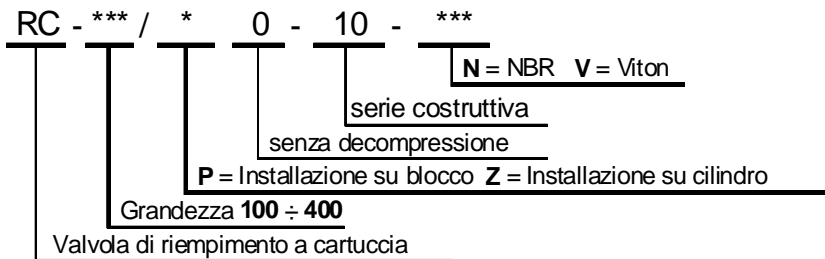 RC - *** / * 0 - 10 - ***
N = NBR V = Viton
serie costruttiva
senza decompressione
P = Installazione su blocco Z = Installazione su cilindro
Grandezza 100 ÷ 400
Valvola di riempimento a cartuccia